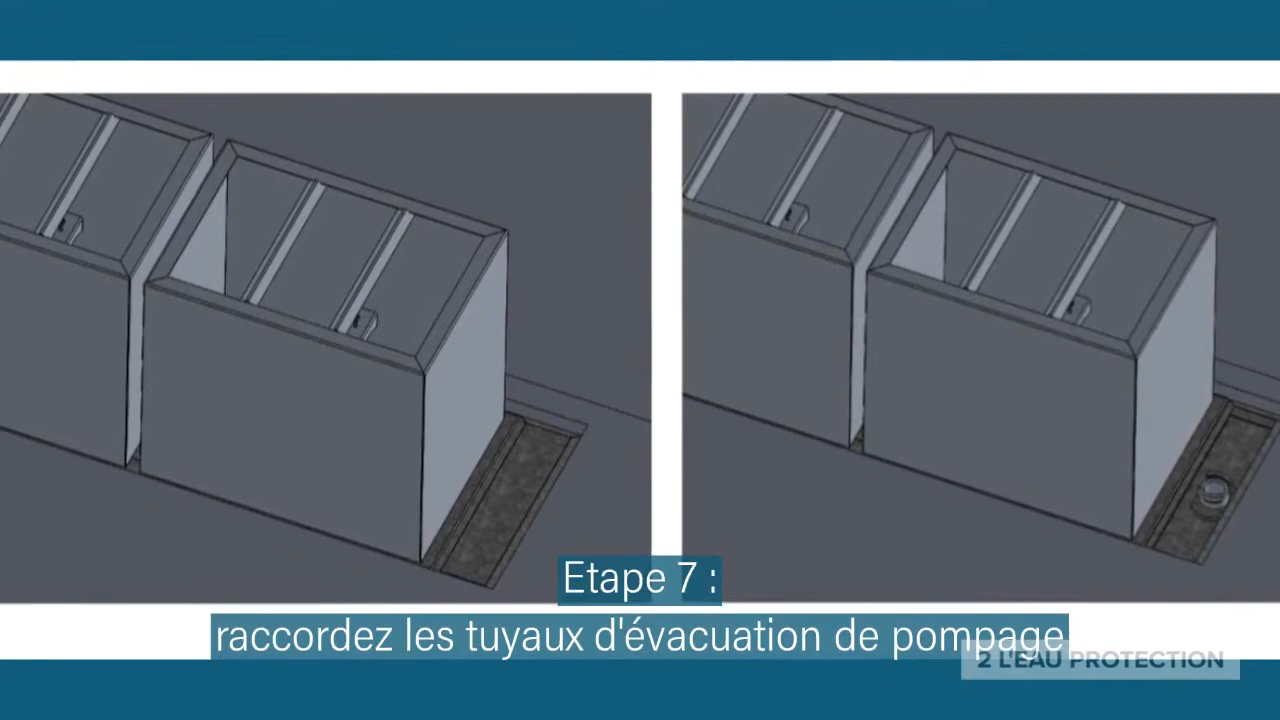 Etape 7 :
raccordez les tuyaux d'évacuation de pompage
2 L'EAU PROTECTION